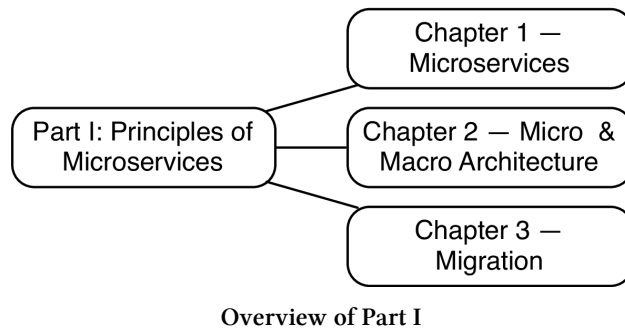 Chapter 1 —
Microservices
Part I: Principles of
Microservices
Chapter 2 — Micro & 
Macro Architecture
Chapter 3 —
Migration
Overview of Part I